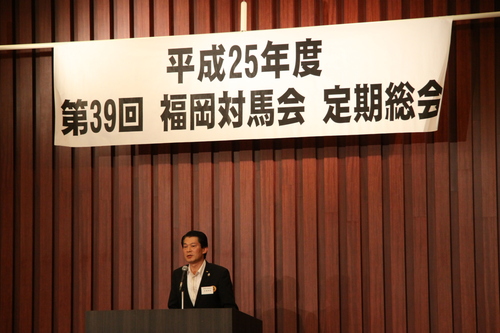 平成25年度
第39回 福岡対馬会 定期総会